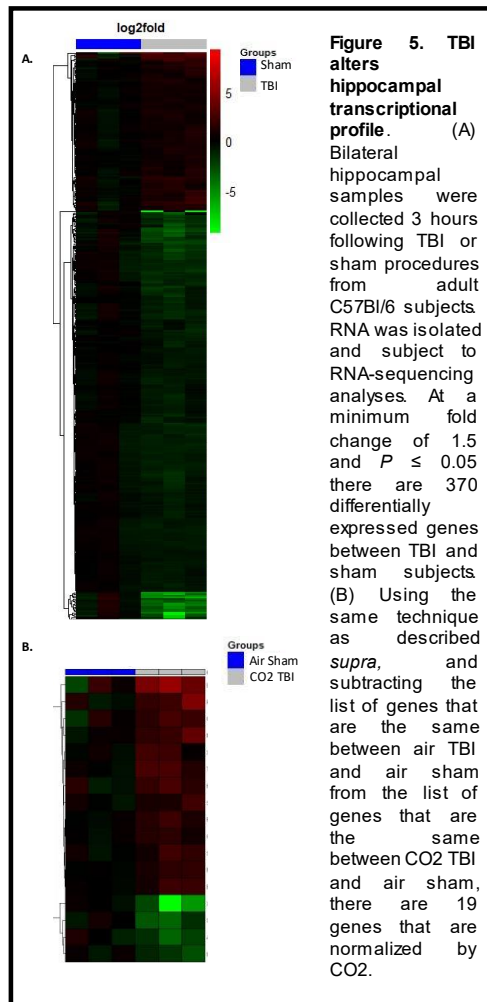 log2fold
A.
Groups
Sham
TBI
5
0
-5
B.
Groups
Air Sham
CO2 TBI
Figure 5. TBI
alters
hippocampal
transcriptional
profile. (A)
Bilateral
hippocampal
samples were
collected 3 hours
following TBI or
sham procedures
from adult
C57Bl/6 subjects.
RNA was isolated
and subject to
RNA-sequencing
analyses. At a
minimum fold
change of 1.5
and P ≤ 0.05
there are 370
differentially
expressed genes
between TBI and
sham subjects.
(B) Using the
same technique
as described
supra, and
subtracting the
list of genes that
are the same
between air TBI
and air sham
from the list of
genes that are
the same
between CO2 TBI
and air sham,
there are 19
genes that are
normalized by
CO2.